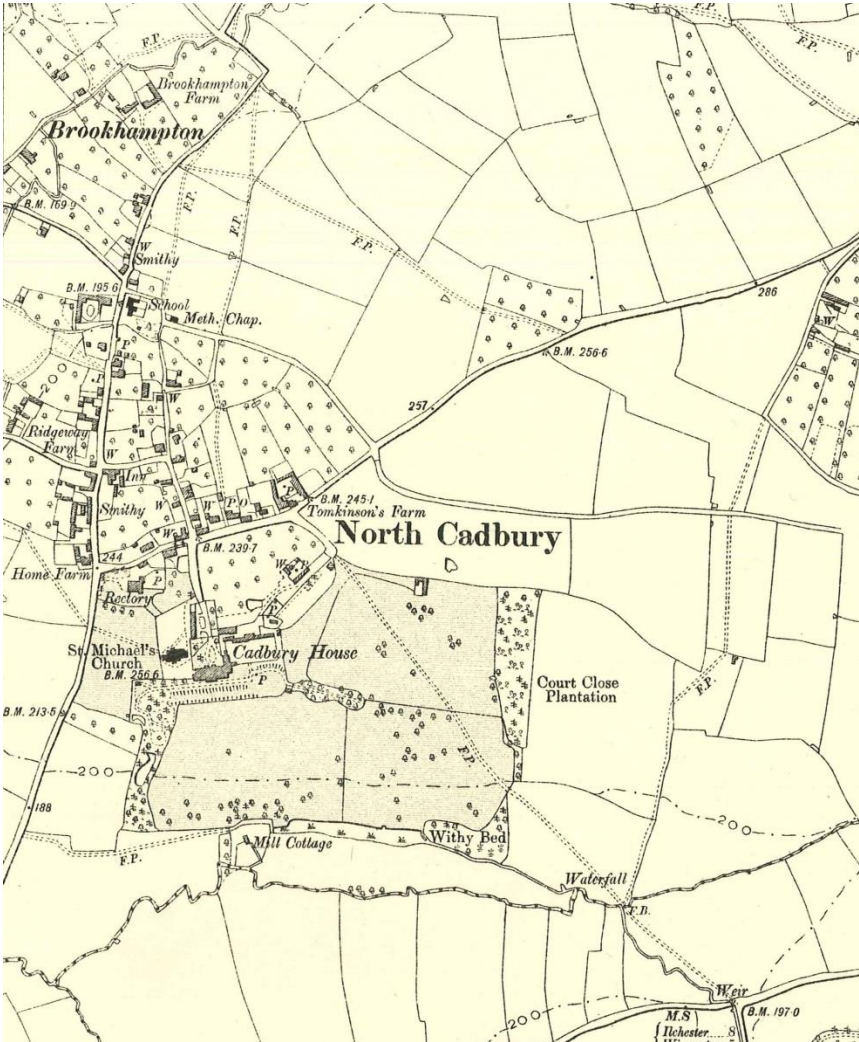 F.P.
F.P.
F.P.
Brookhampton
Farm
Brookhampton
F.P.
F.P.
F.P.
B.M. 169·9
W
Smithy
B.M. 195·6
School
Meth. Chap.
286
W
P
B.M. 256·6
P
W
257
Ridgeway
Farm
W
Inn
Smithy
W
W
P.O.
P
B.M. 245·1
Tomkinson's Farm
North Cadbury
W
B.M. 239·7
244
Home Farm
P
Rectory
W
P
P
St. Michael's
Church
Cadbury House
B.M. 256·6
P
Court Close
Plantation
F.P.
B.M. 213·5
F.P.
200
188
200
Withy Bed
Mill Cottage
F.P.
Waterfall
F.B.
Weir
B.M. 197·0
200
M.S
Ilchester 8